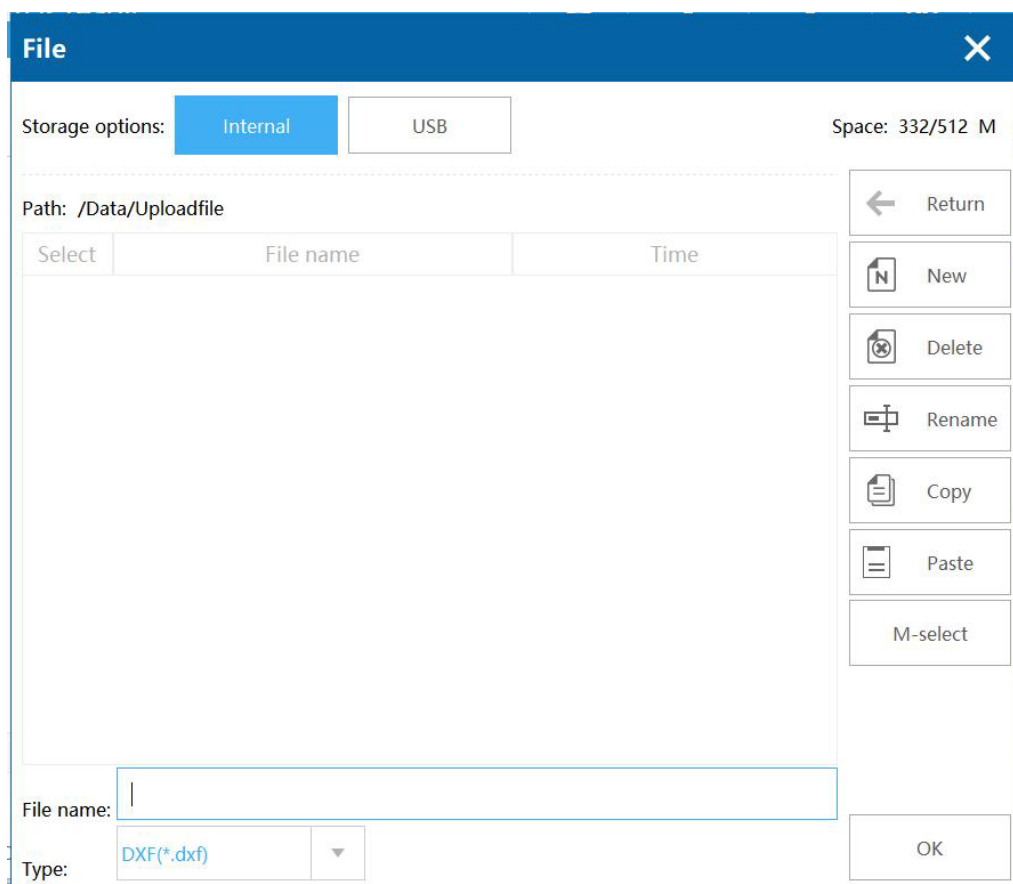 File
Storage options: Internal USB Space: 332/512 M
Path: /Data/Uploadfile
Return
Select File name Time
New
Delete
Rename
Copy
Paste
M-select
File name:
OK
Type: DXF(*.dxf)